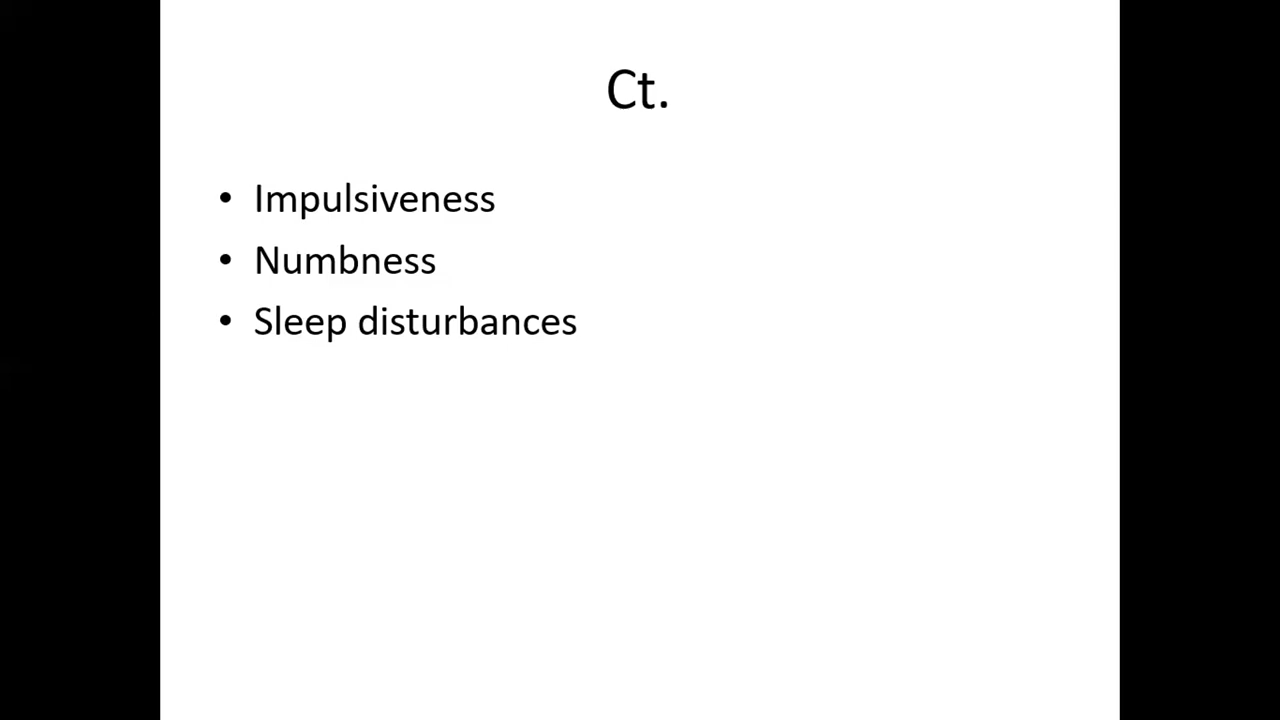 Ct.
• Impulsiveness
• Numbness
• Sleep disturbances